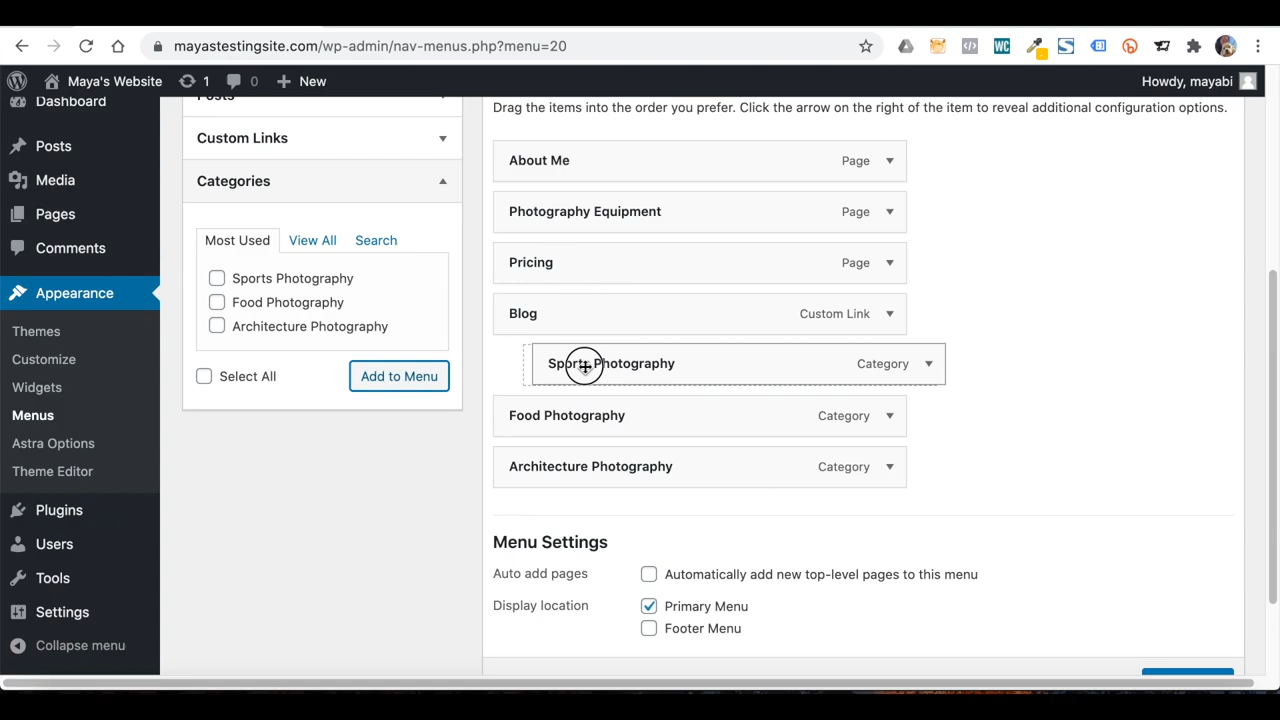 mayastestingsite.com/wp-admin/nav-menus.php?menu=20
Maya's Website 1 0 New
Howdy, mayabi
Dashboard
Posts
Media
Pages
Comments
Appearance
Themes
Customize
Widgets
Menus
Astra Options
Theme Editor
Plugins
Users
Tools
Settings
Collapse menu
Posts
Custom Links
Categories
Most Used View All Search
Sports Photography
Food Photography
Architecture Photography
Select All
Add to Menu
Drag the items into the order you prefer. Click the arrow on the right of the item to reveal additional configuration options.
About Me Page
Photography Equipment Page
Pricing Page
Blog Custom Link
Sports Photography Category
Food Photography Category
Architecture Photography Category
Menu Settings
Auto add pages Automatically add new top-level pages to this menu
Display location Primary Menu
Footer Menu